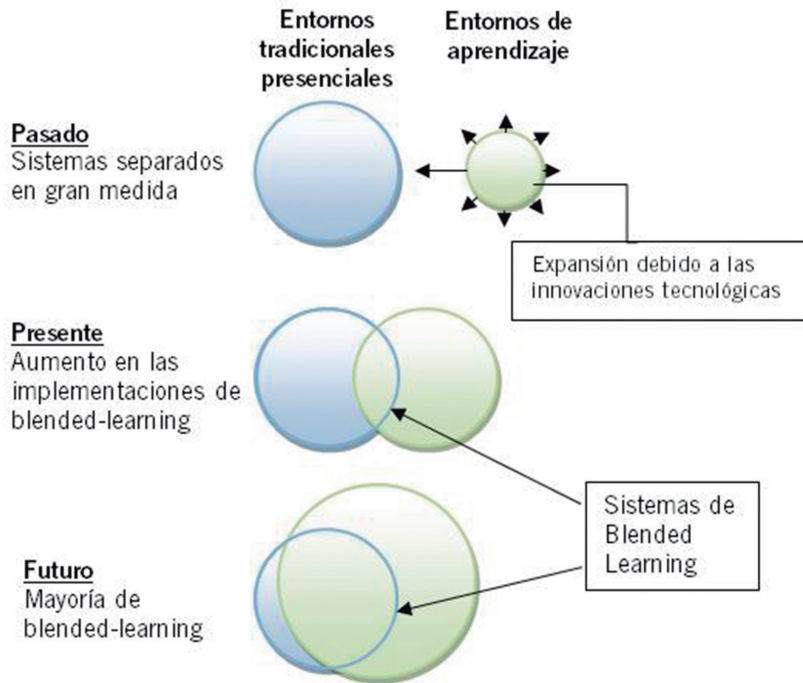 Entornos
tradicionales
presenciales
Entornos de
aprendizaje
Pasado
Sistemas separados
en gran medida
Expansión debido a las
innovaciones tecnológicas
Presente
Aumento en las
implementaciones de
blended-learning
Sistemas de
Blended
Learning
Futuro
Mayoría de
blended-learning